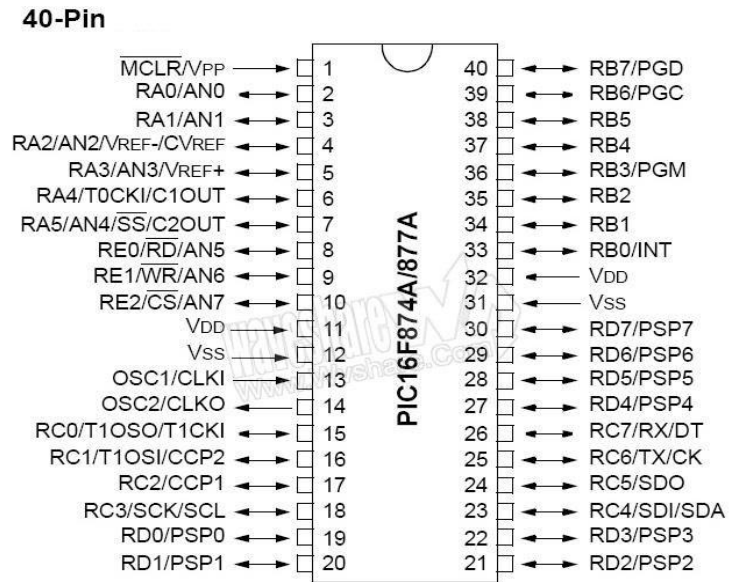 40-Pin
MCLR/VPP 1 40 RB7/PGD
RA0/AN0 2 39 RB6/PGC
RA1/AN1 3 38 RB5
RA2/AN2/VREF-/CVREF 4 37 RB4
RA3/AN3/VREF+ 5 36 RB3/PGM
RA4/T0CKI/C1OUT 6 35 RB2
RA5/AN4/SS/C2OUT 7 34 RB1
RE0/RD/AN5 8 33 RB0/INT
RE1/WR/AN6 9 32 VDD
RE2/CS/AN7 10 31 VSS
VDD 11 30 RD7/PSP7
VSS 12 29 RD6/PSP6
OSC1/CLKI 13 28 RD5/PSP5
OSC2/CLKO 14 27 RD4/PSP4
RC0/T1OSO/T1CKI 15 26 RC7/RX/DT
RC1/T1OSI/CCP2 16 25 RC6/TX/CK
RC2/CCP1 17 24 RC5/SDO
RC3/SCK/SCL 18 23 RC4/SDI/SDA
RD0/PSP0 19 22 RD3/PSP3
RD1/PSP1 20 21 RD2/PSP2
PIC16F874A/877A
waveshare
www.wvshare.com